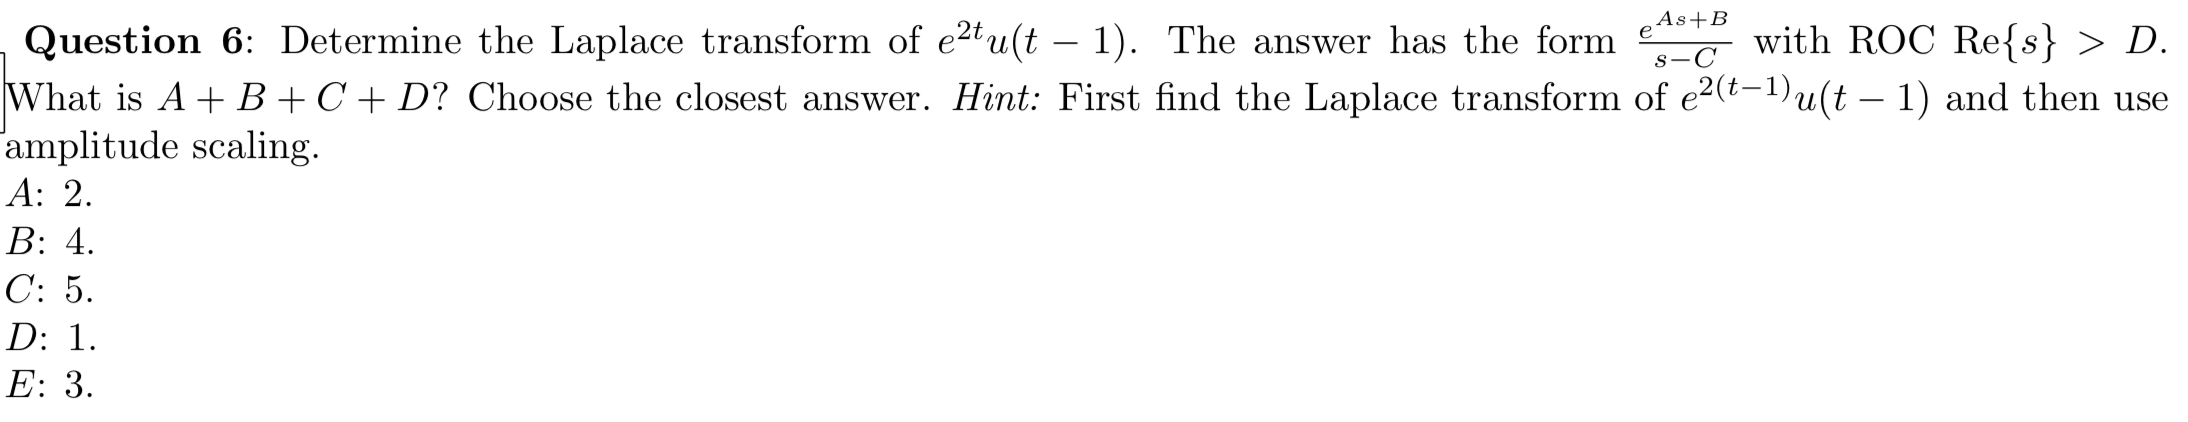 Question 6: Determine the Laplace transform of $e^{2t}u(t-1)$. The answer has the form $\frac{e^{As+B}}{s-C}$ with ROC Re{s} > D.
What is $A + B + C + D$? Choose the closest answer. Hint: First find the Laplace transform of $e^{2(t-1)}u(t-1)$ and then use
amplitude scaling.
A: 2.
B: 4.
C: 5.
D: 1.
E: 3.